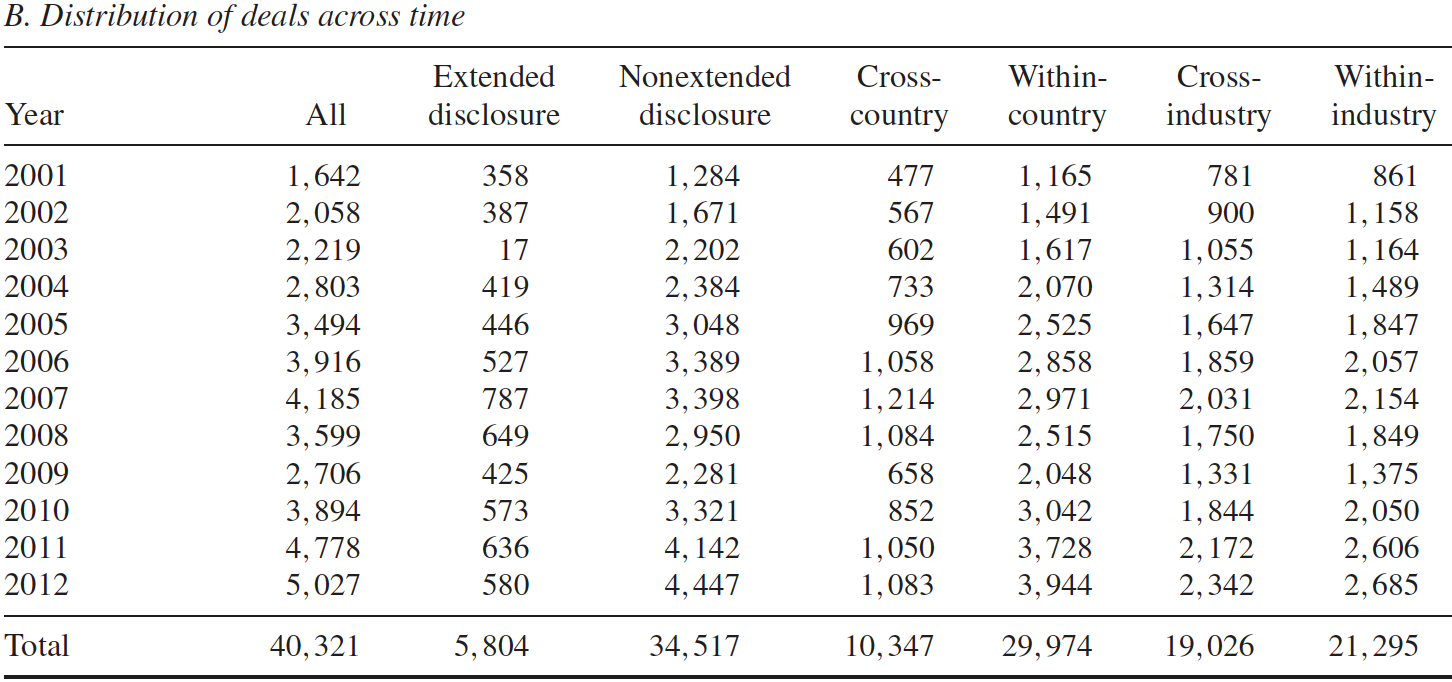 B. Distribution of deals across time
Extended Nonextended Cross- Within- Cross- Within-
Year All disclosure disclosure country country industry industry
2001 1,642 358 1,284 477 1,165 781 861
2002 2,058 387 1,671 567 1,491 900 1,158
2003 2,219 17 2,202 602 1,617 1,055 1,164
2004 2,803 419 2,384 733 2,070 1,314 1,489
2005 3,494 446 3,048 969 2,525 1,647 1,847
2006 3,916 527 3,389 1,058 2,858 1,859 2,057
2007 4,185 787 3,398 1,214 2,971 2,031 2,154
2008 3,599 649 2,950 1,084 2,515 1,750 1,849
2009 2,706 425 2,281 658 2,048 1,331 1,375
2010 3,894 573 3,321 852 3,042 1,844 2,050
2011 4,778 636 4,142 1,050 3,728 2,172 2,606
2012 5,027 580 4,447 1,083 3,944 2,342 2,685
Total 40,321 5,804 34,517 10,347 29,974 19,026 21,295